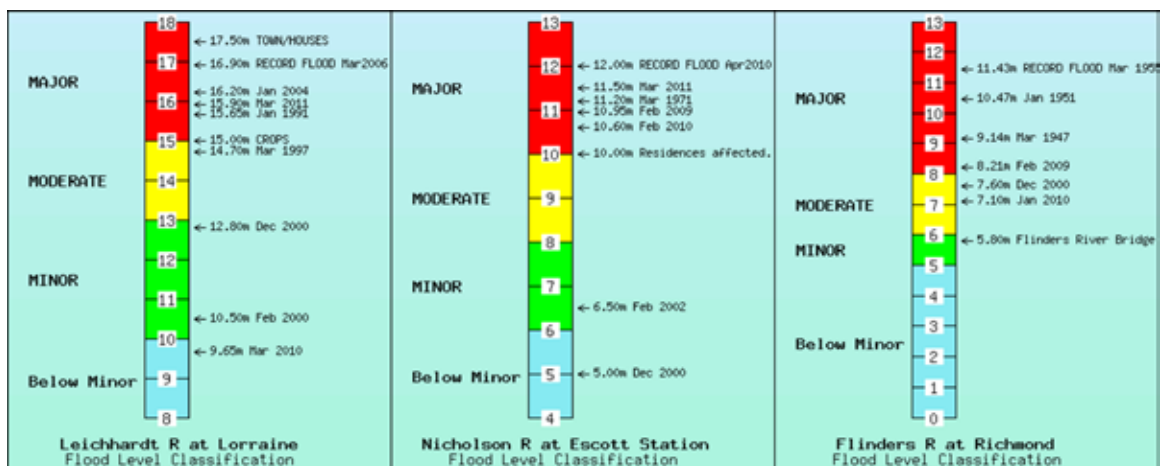 18
← 17.50m TOWN/HOUSES
17
← 16.90m RECORD FLOOD Mar2006
MAJOR
← 16.20m Jan 2004
16
← 15.90m Mar 2011
← 15.65m Jan 1991
15
← 15.00m CROPS
← 14.70m Mar 1997
MODERATE
14
13
← 12.80m Dec 2000
12
MINOR
11
← 10.50m Feb 2000
10
← 9.65m Mar 2010
Below Minor
9
8
Leichhardt R at Lorraine
Flood Level Classification
13
12
← 12.00m RECORD FLOOD Apr2010
MAJOR
← 11.50m Mar 2011
← 11.20m Mar 1971
11
← 10.95m Feb 2009
← 10.60m Feb 2010
10
← 10.00m Residences affected.
MODERATE
9
8
MINOR
7
← 6.50m Feb 2002
6
Below Minor
5
← 5.00m Dec 2000
4
Nicholson R at Escott Station
Flood Level Classification
13
12
← 11.43m RECORD FLOOD Mar 1955
11
MAJOR
← 10.47m Jan 1951
10
← 9.14m Mar 1947
9
← 8.21m Feb 2009
8
← 7.60m Dec 2000
← 7.10m Jan 2010
MODERATE
7
6
← 5.80m Flinders River Bridge
MINOR
5
4
3
Below Minor
2
1
0
Flinders R at Richmond
Flood Level Classification